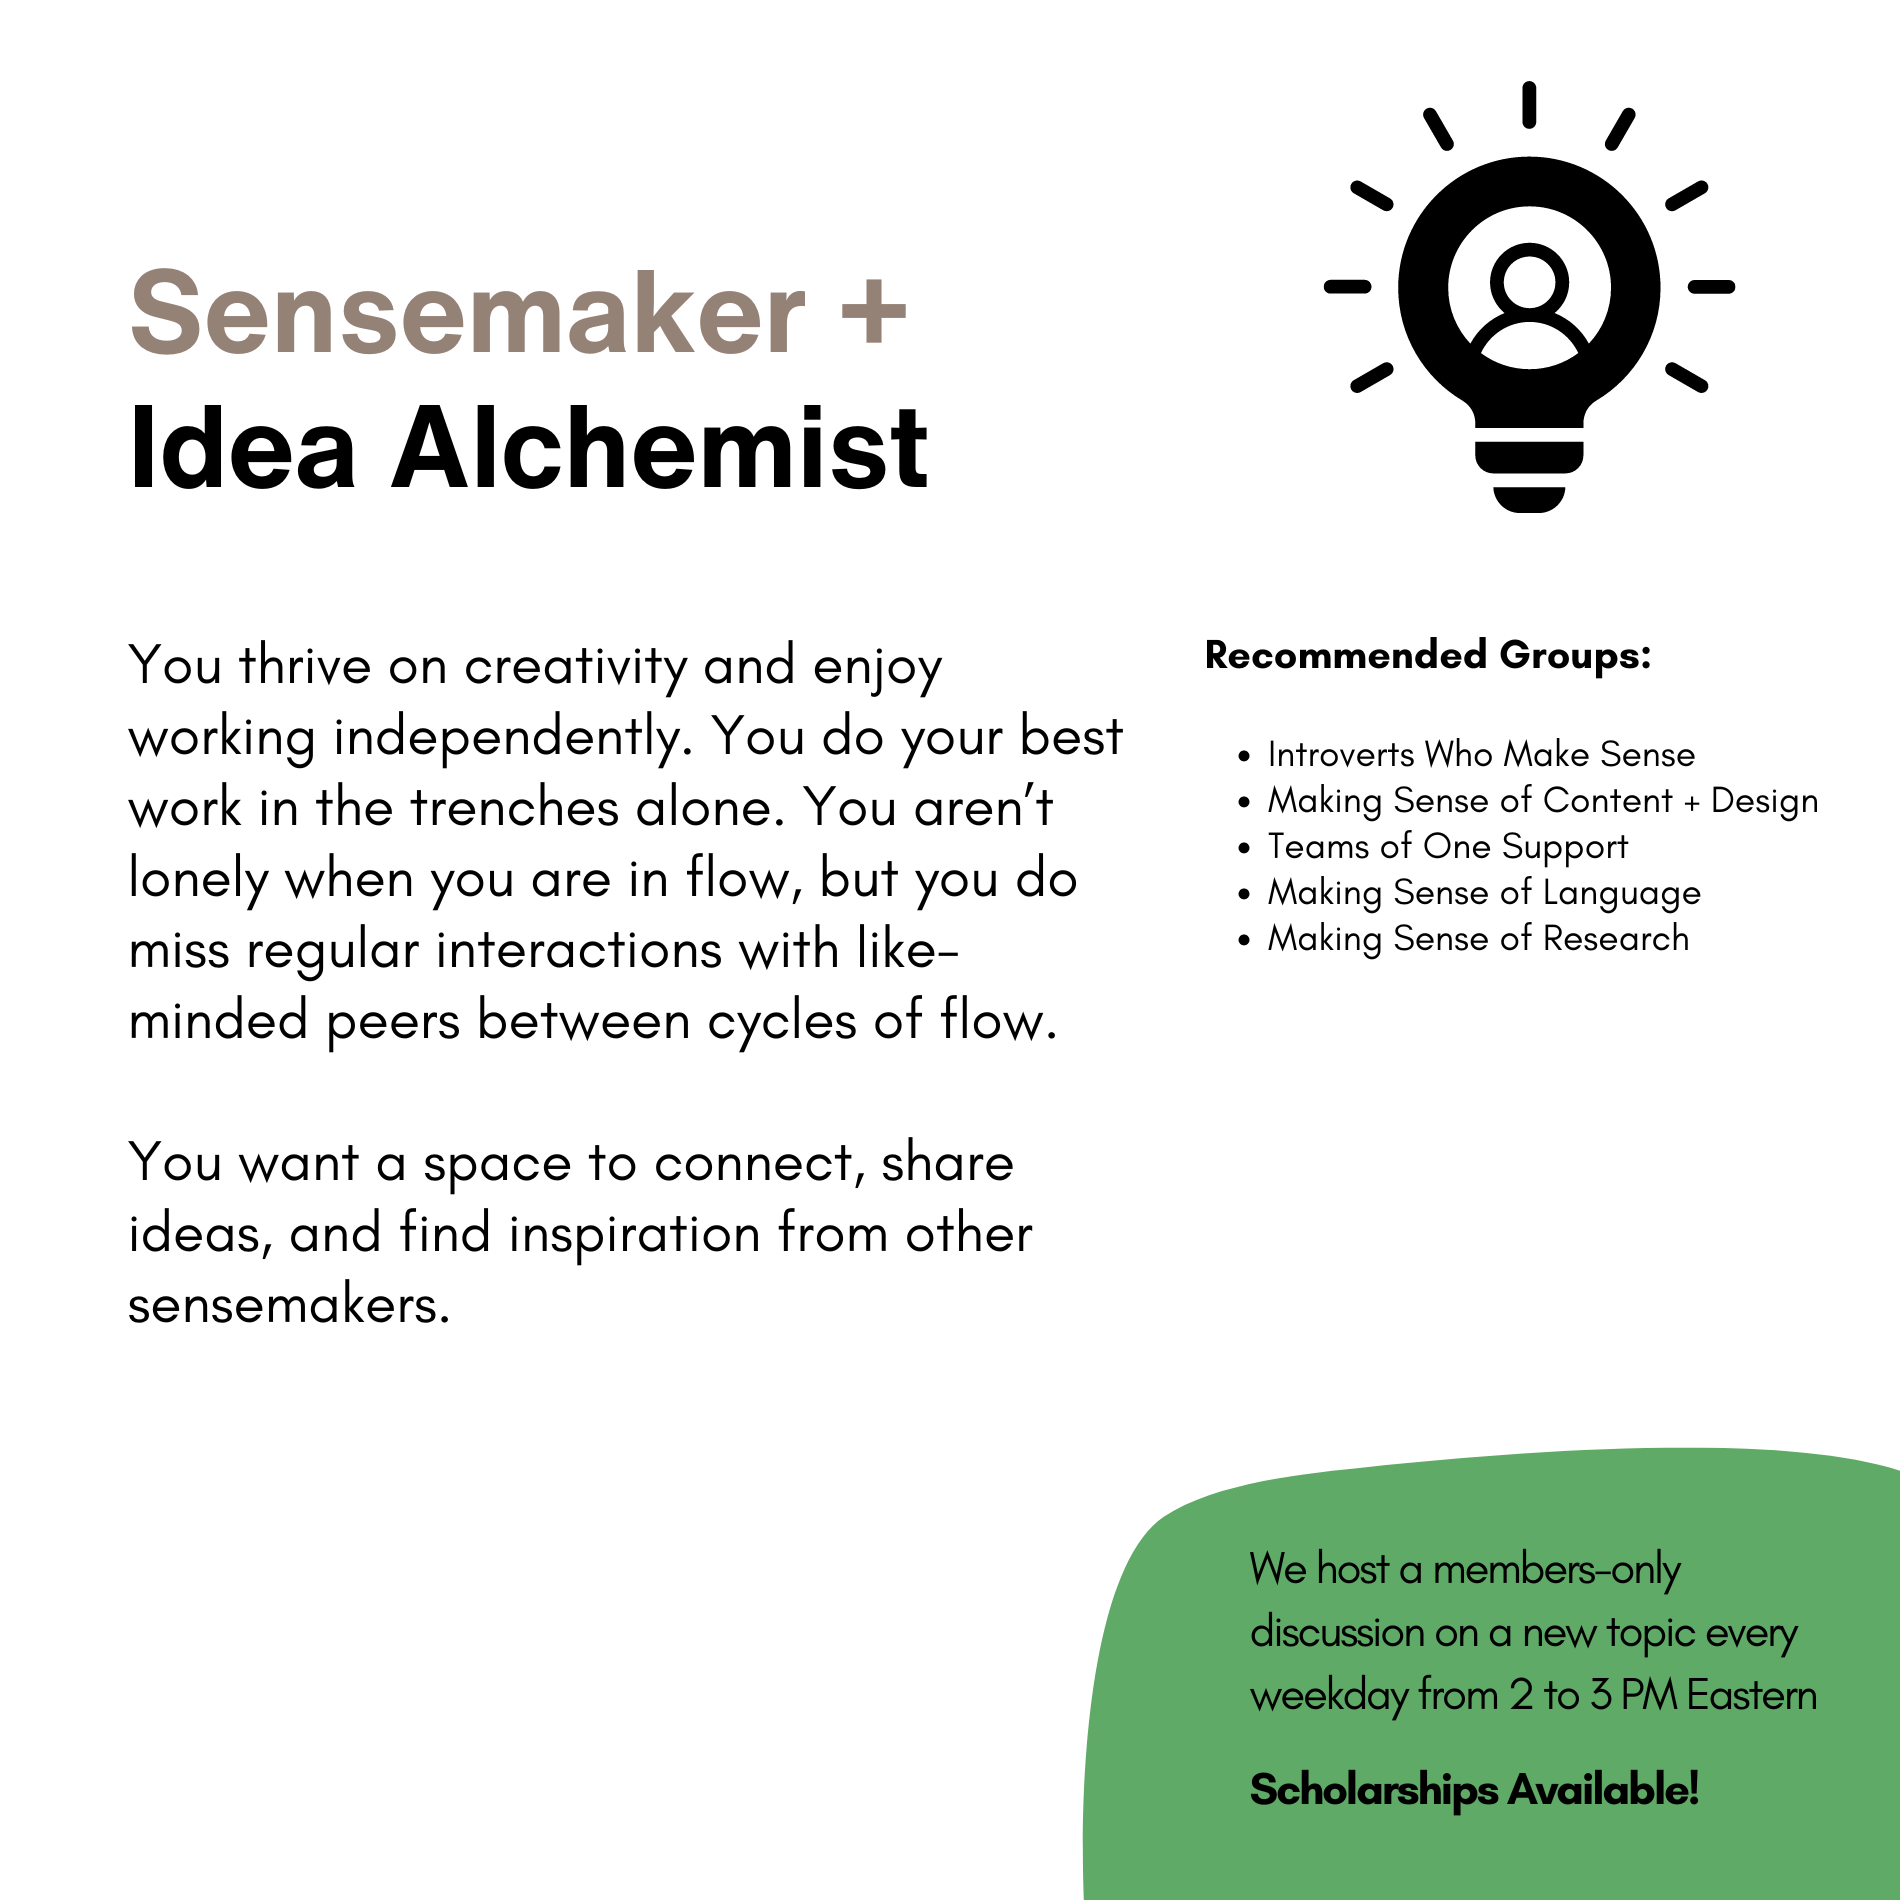 Sensemaker +
Idea Alchemist
You thrive on creativity and enjoy
working independently. You do your best
work in the trenches alone. You aren’t
lonely when you are in flow, but you do
miss regular interactions with like-
minded peers between cycles of flow.
You want a space to connect, share
ideas, and find inspiration from other
sensemakers.
Recommended Groups:
• Introverts Who Make Sense
• Making Sense of Content + Design
• Teams of One Support
• Making Sense of Language
• Making Sense of Research
We host a members-only
discussion on a new topic every
weekday from 2 to 3 PM Eastern
Scholarships Available!